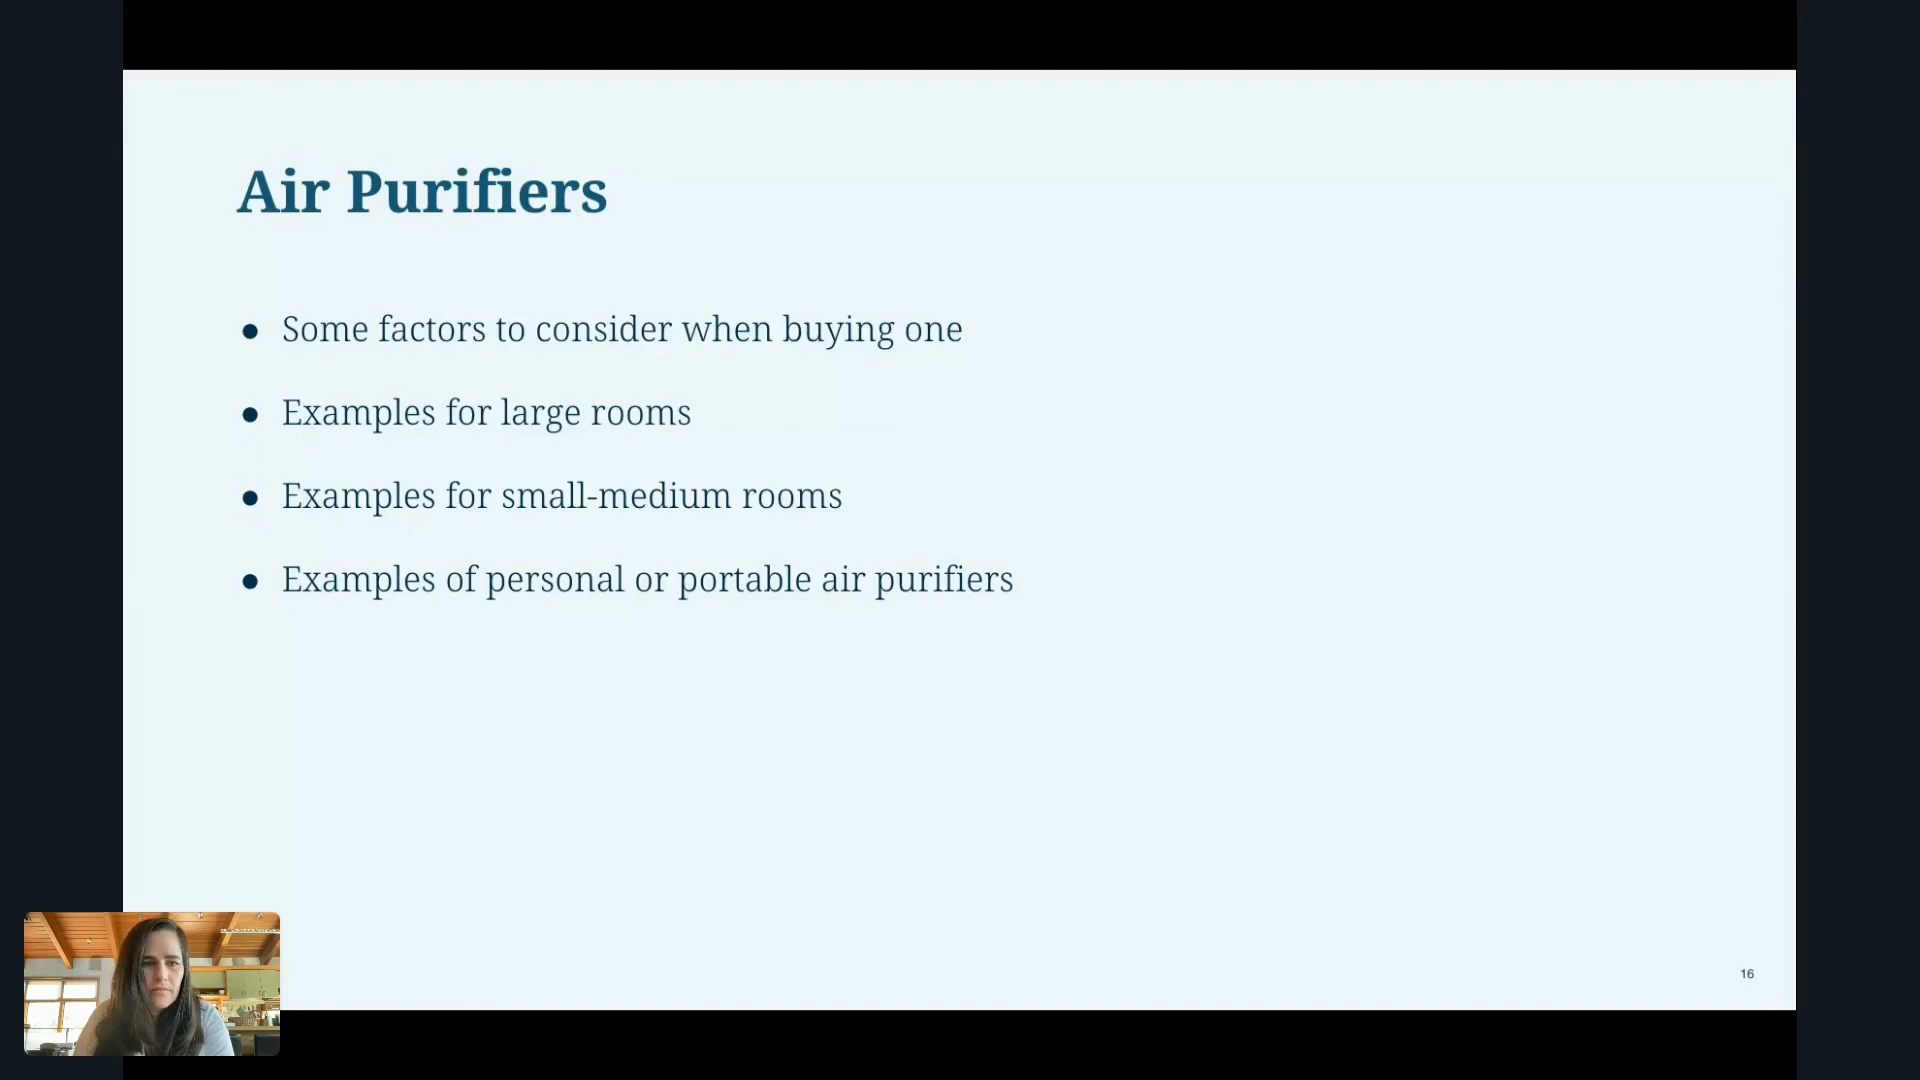 Air Purifiers
● Some factors to consider when buying one
● Examples for large rooms
● Examples for small-medium rooms
● Examples of personal or portable air purifiers
16